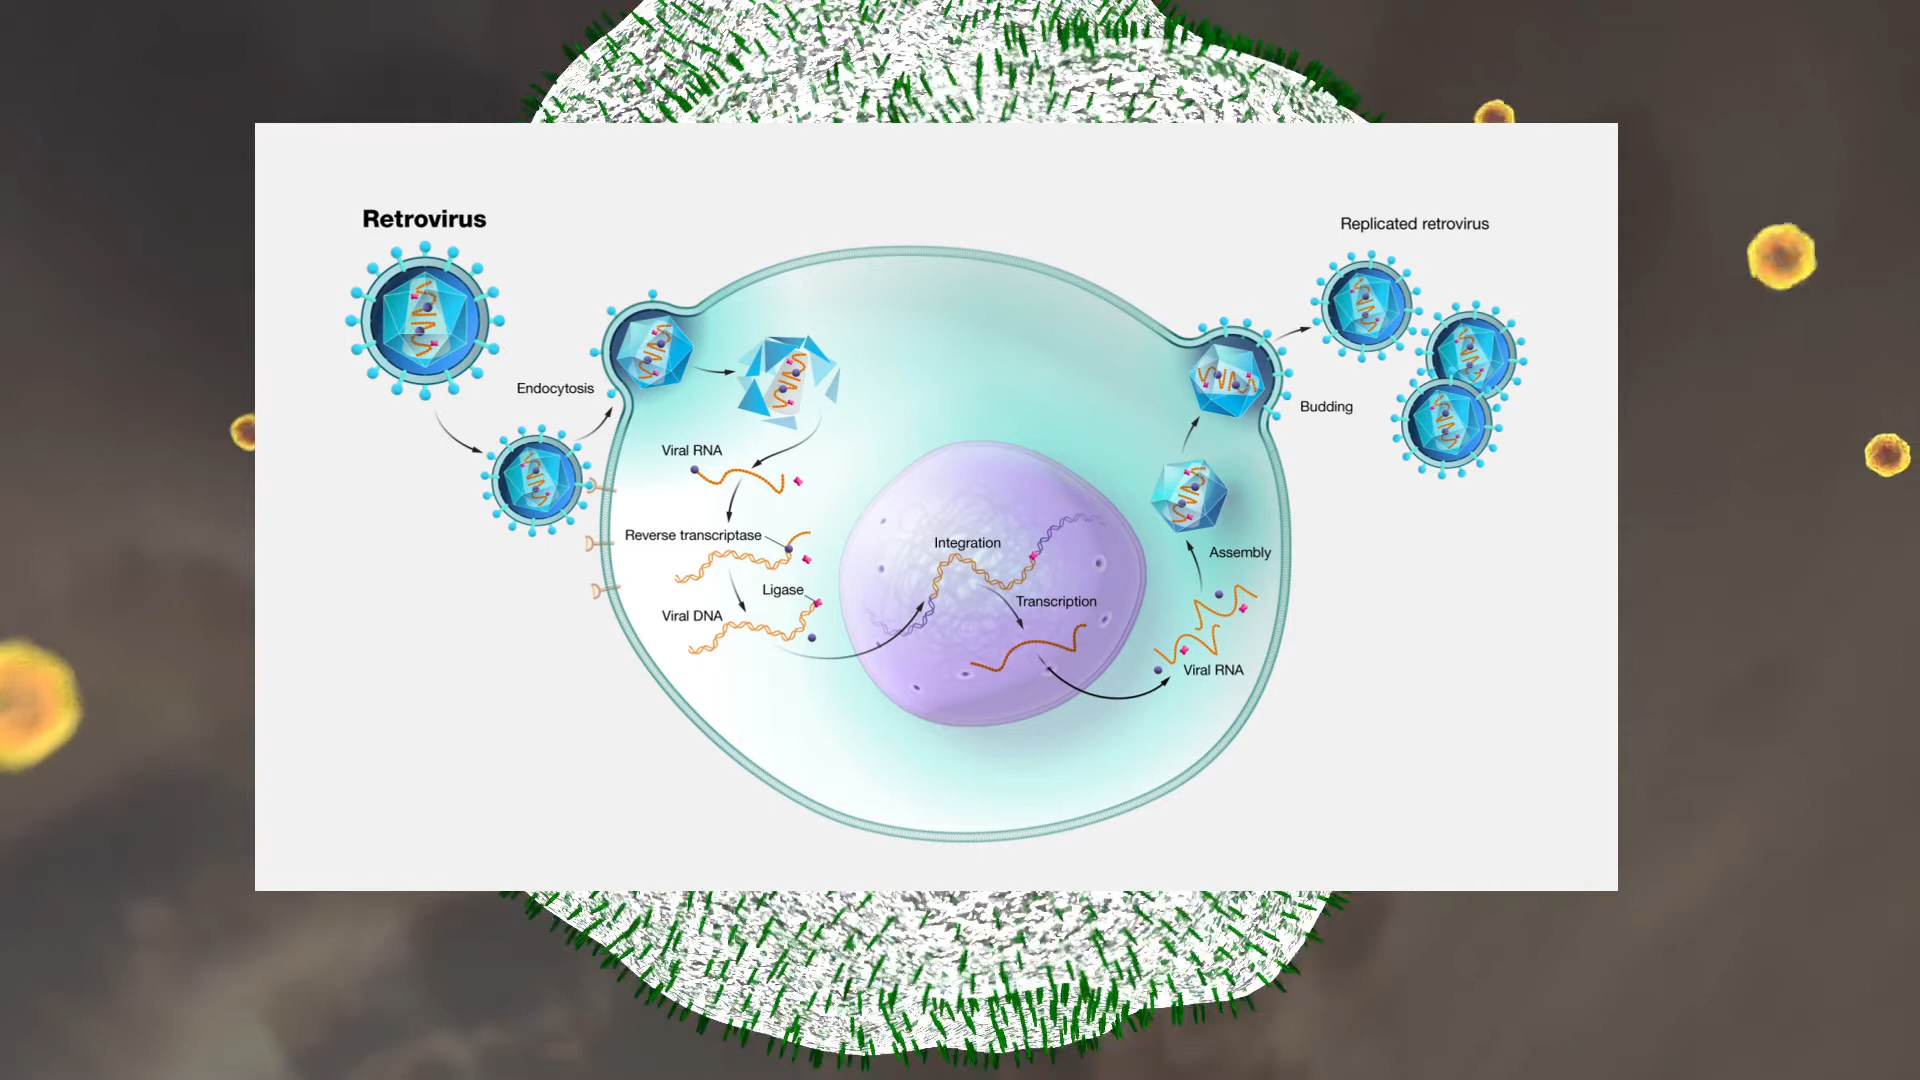 Retrovirus
Replicated retrovirus
Endocytosis
Budding
Viral RNA
Reverse transcriptase
Integration
Assembly
Ligase
Transcription
Viral DNA
Viral RNA